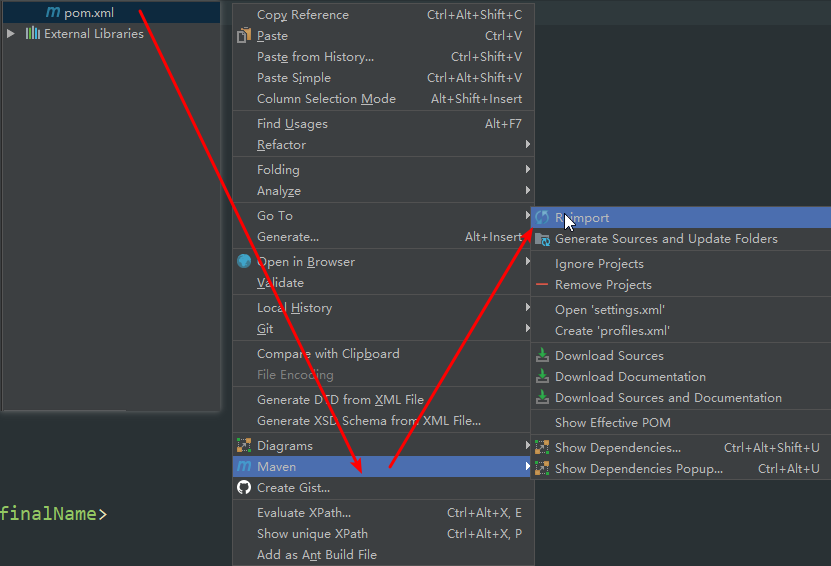 pom.xml
External Libraries
Copy Reference Ctrl+Alt+Shift+C
Paste Ctrl+V
Paste from History... Ctrl+Shift+V
Paste Simple Ctrl+Alt+Shift+V
Column Selection Mode Alt+Shift+Insert
Find Usages Alt+F7
Refactor
Folding
Analyze
Go To
Generate... Alt+Insert
Open in Browser
Validate
Local History
Git
Compare with Clipboard
File Encoding
Generate DTD from XML File
Generate XSD Schema from XML File...
Diagrams
Maven
Create Gist...
Evaluate XPath... Ctrl+Alt+X, E
Show unique XPath Ctrl+Alt+X, P
Add as Ant Build File
Reimport
Generate Sources and Update Folders
Ignore Projects
Remove Projects
Open 'settings.xml'
Create 'profiles.xml'
Download Sources
Download Documentation
Download Sources and Documentation
Show Effective POM
Show Dependencies... Ctrl+Alt+Shift+U
Show Dependencies Popup... Ctrl+Alt+U
finalName>